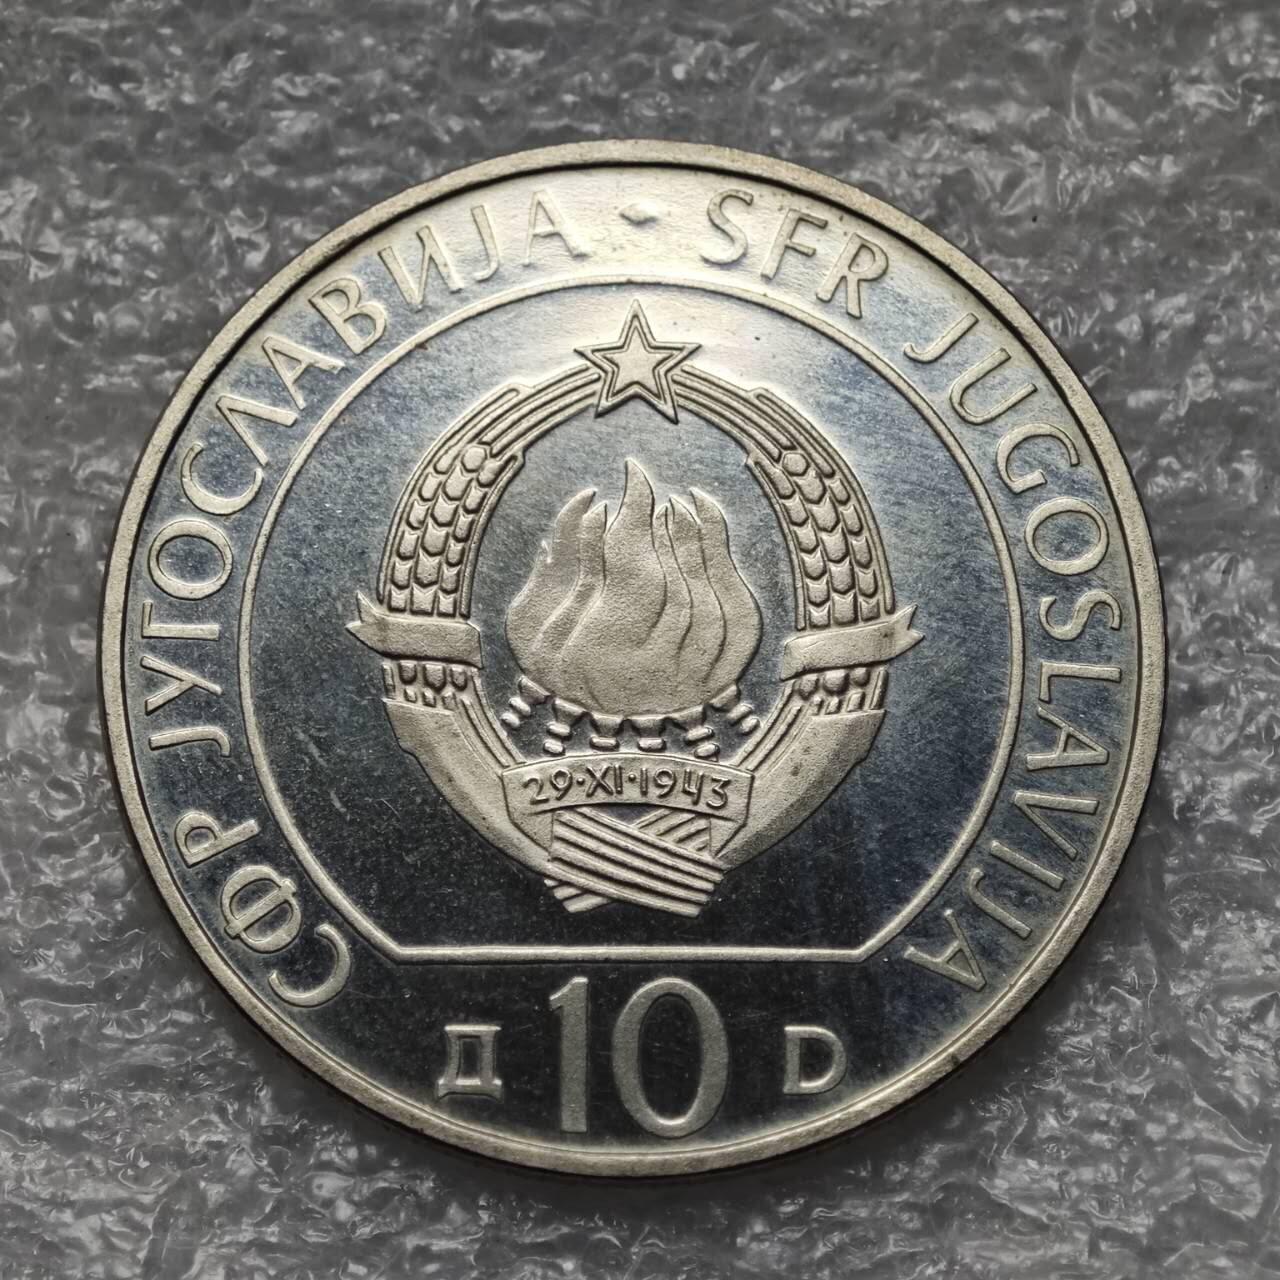 СФР ЈУГОСЛАВИЈА · SFR JUGOSLAVIJA
29·XI·1943
Д 10 D